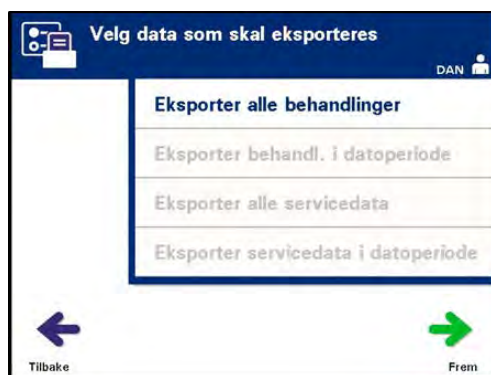 Velg data som skal eksporteres
DAN
Eksporter alle behandlinger
Eksporter behandl. i datoperiode
Eksporter alle servicedata
Eksporter servicedata i datoperiode
Tilbake
Frem